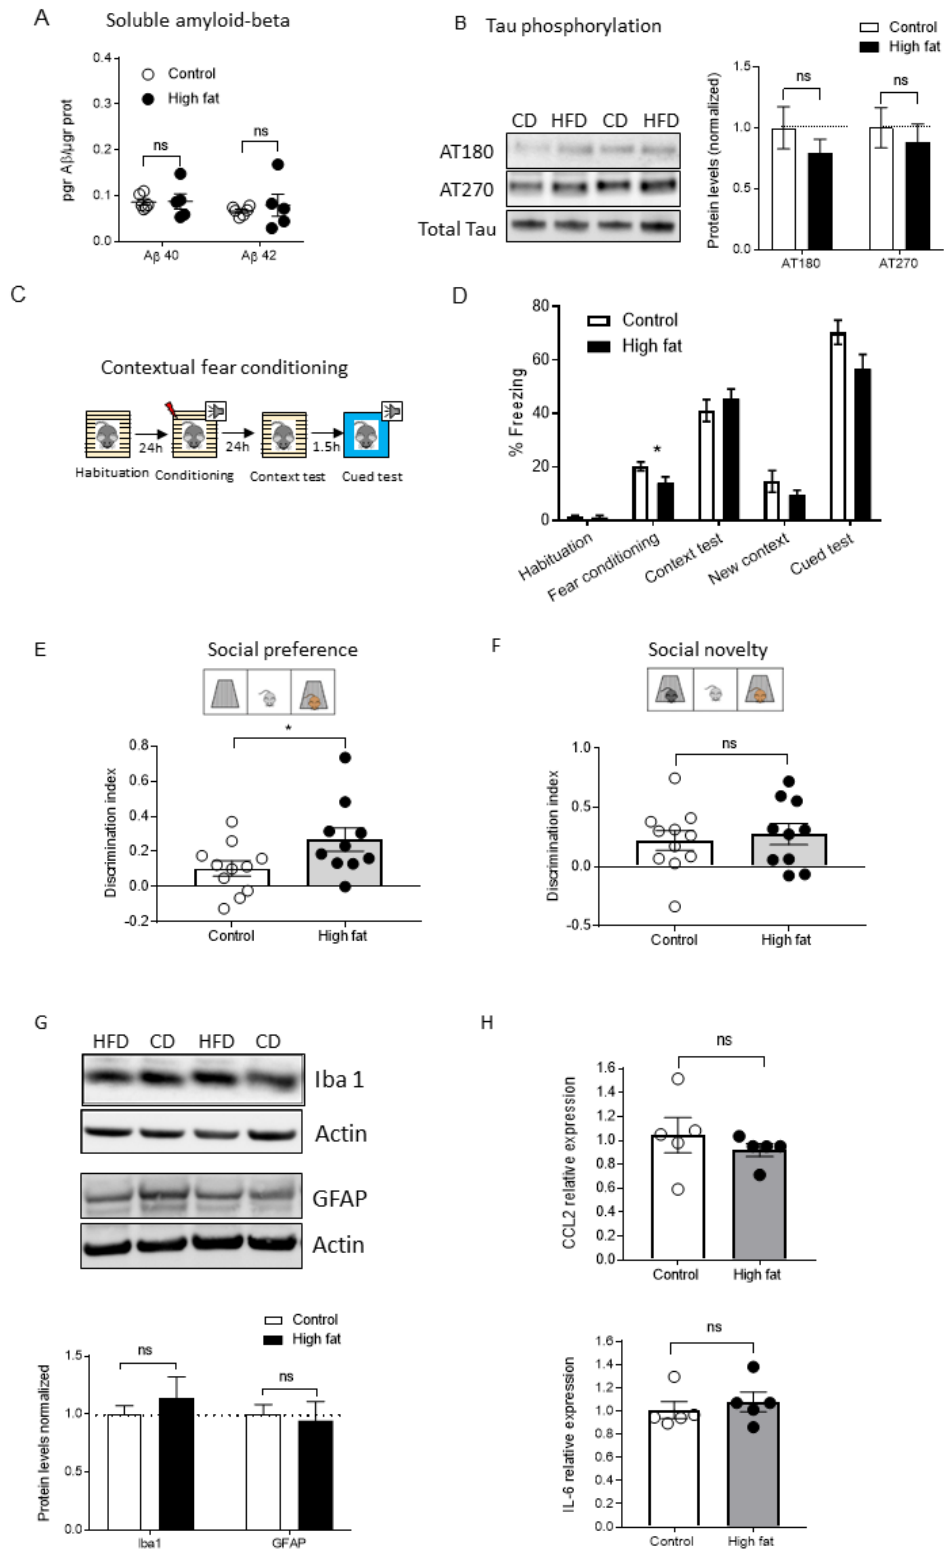 A
Soluble amyloid-beta
0.4
0.3
0.2
0.1
0.0
pgr Aβ/µgr prot
Control
High fat
ns
ns
Aβ 40
Aβ 42
B
Tau phosphorylation
CD HFD CD HFD
AT180
AT270
Total Tau
Control
High fat
1.5
1.0
0.5
0.0
Protein levels (normalized)
ns
ns
AT180
AT270
C
Contextual fear conditioning
24h
24h
1.5h
Habituation
Conditioning
Context test
Cued test
D
80
60
40
20
0
% Freezing
Control
High fat
*
Habituation
Fear conditioning
Context test
New context
Cued test
E
Social preference
*
0.8
0.6
0.4
0.2
0.0
-0.2
Discrimination index
Control
High fat
F
Social novelty
ns
1.0
0.5
0.0
-0.5
Discrimination index
Control
High fat
G
HFD CD HFD CD
Iba 1
Actin
GFAP
Actin
Control
High fat
1.5
1.0
0.5
0.0
Protein levels normalized
ns
ns
Iba1
GFAP
H
ns
1.6
1.4
1.2
1.0
0.8
0.6
0.4
0.2
0.0
CCL2 relative expression
Control
High fat
ns
1.6
1.4
1.2
1.0
0.8
0.6
0.4
0.2
0.0
IL-6 relative expression
Control
High fat